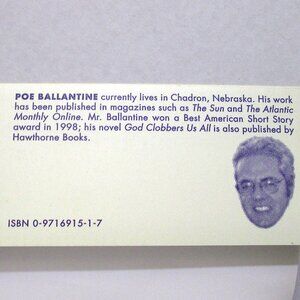 POE BALLANTINE currently lives in Chadron, Nebraska. His work
has been published in magazines such as The Sun and The Atlantic
Monthly Online. Mr. Ballantine won a Best American Short Story
award in 1998; his novel God Clobbers Us All is also published by
Hawthorne Books.
ISBN 0-9716915-1-7